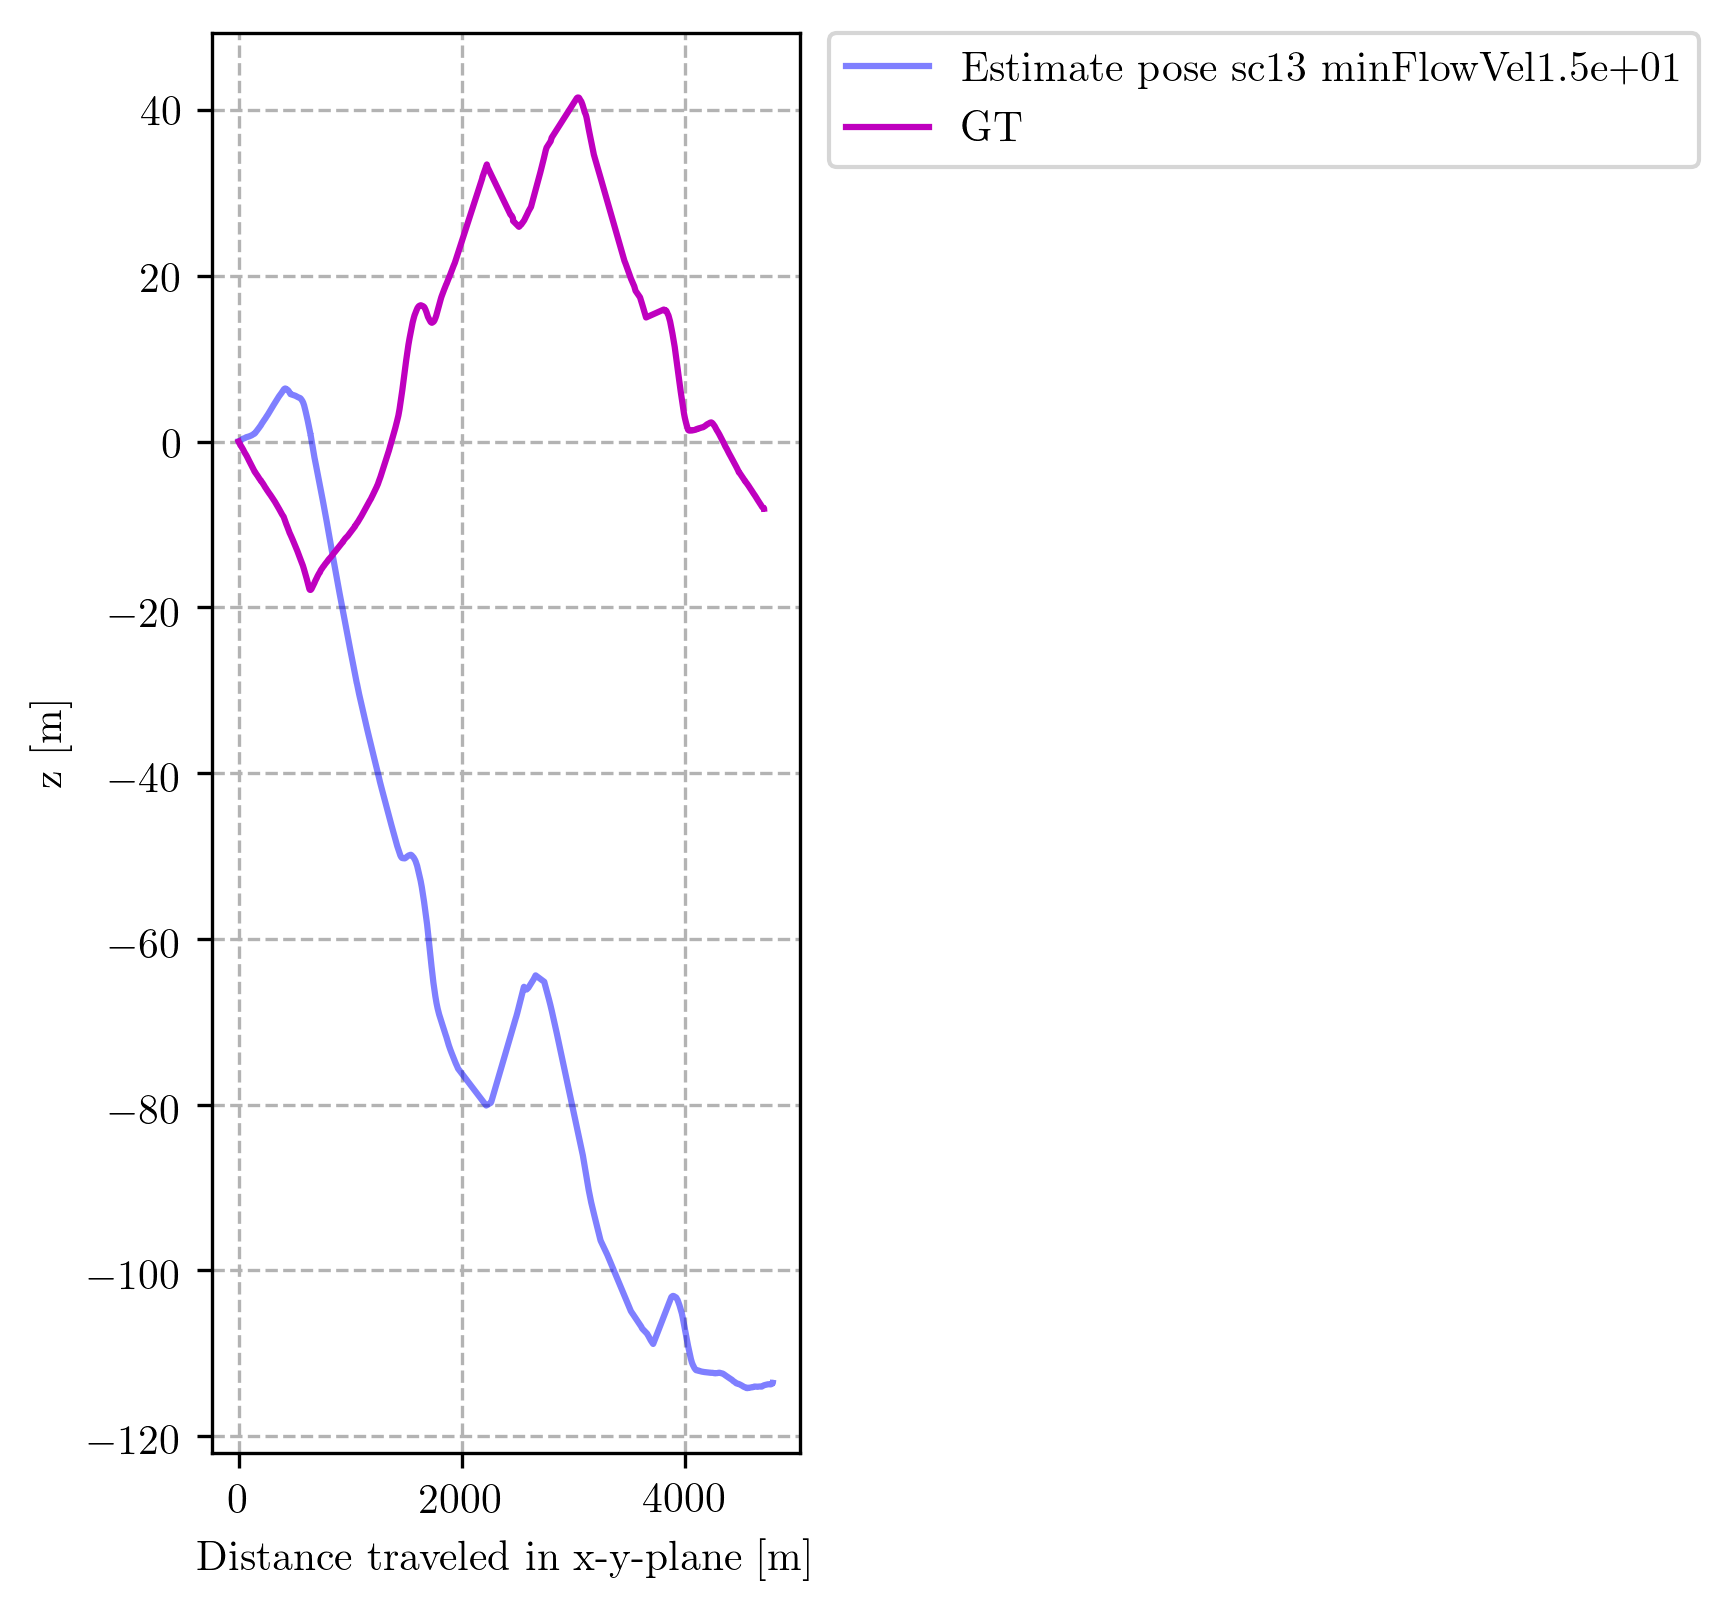 Estimate pose sc13 minFlowVel1.5e+01
GT
40
20
0
−20
−40
−60
−80
−100
−120
z [m]
0 2000 4000
Distance traveled in x-y-plane [m]